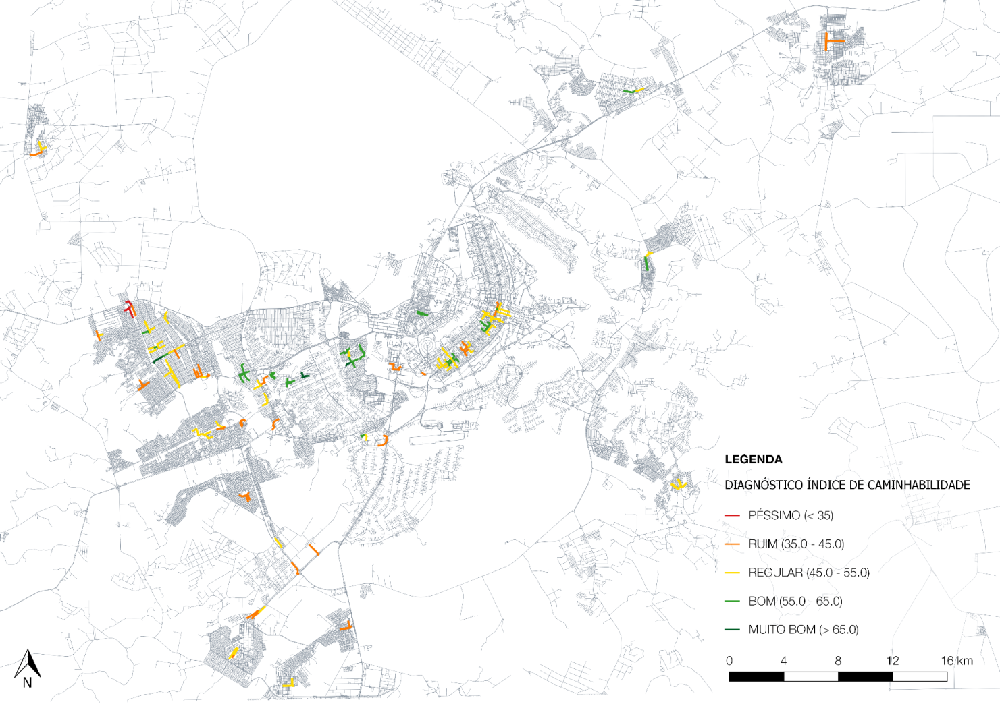 LEGENDA
DIAGNÓSTICO ÍNDICE DE CAMINHABILIDADE
PÉSSIMO (< 35)
RUIM (35.0 - 45.0)
REGULAR (45.0 - 55.0)
BOM (55.0 - 65.0)
MUITO BOM (> 65.0)
0 4 8 12 16 km
N